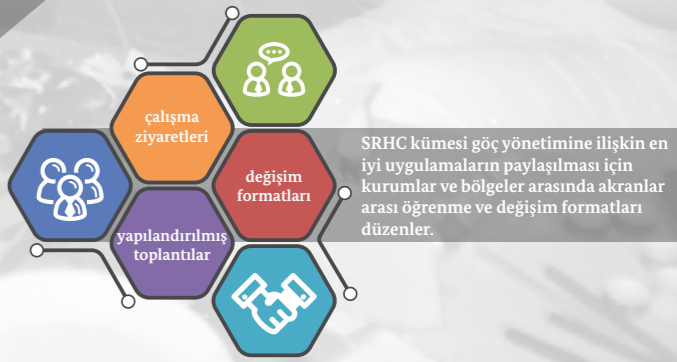 çalışma
ziyaretleri
değişim
formatları
yapılandırılmış
toplantılar
SRHC kümesi göç yönetimine ilişkin en
iyi uygulamaların paylaşılması için
kurumlar ve bölgeler arasında akranlar
arası öğrenme ve değişim formatları
düzenler.